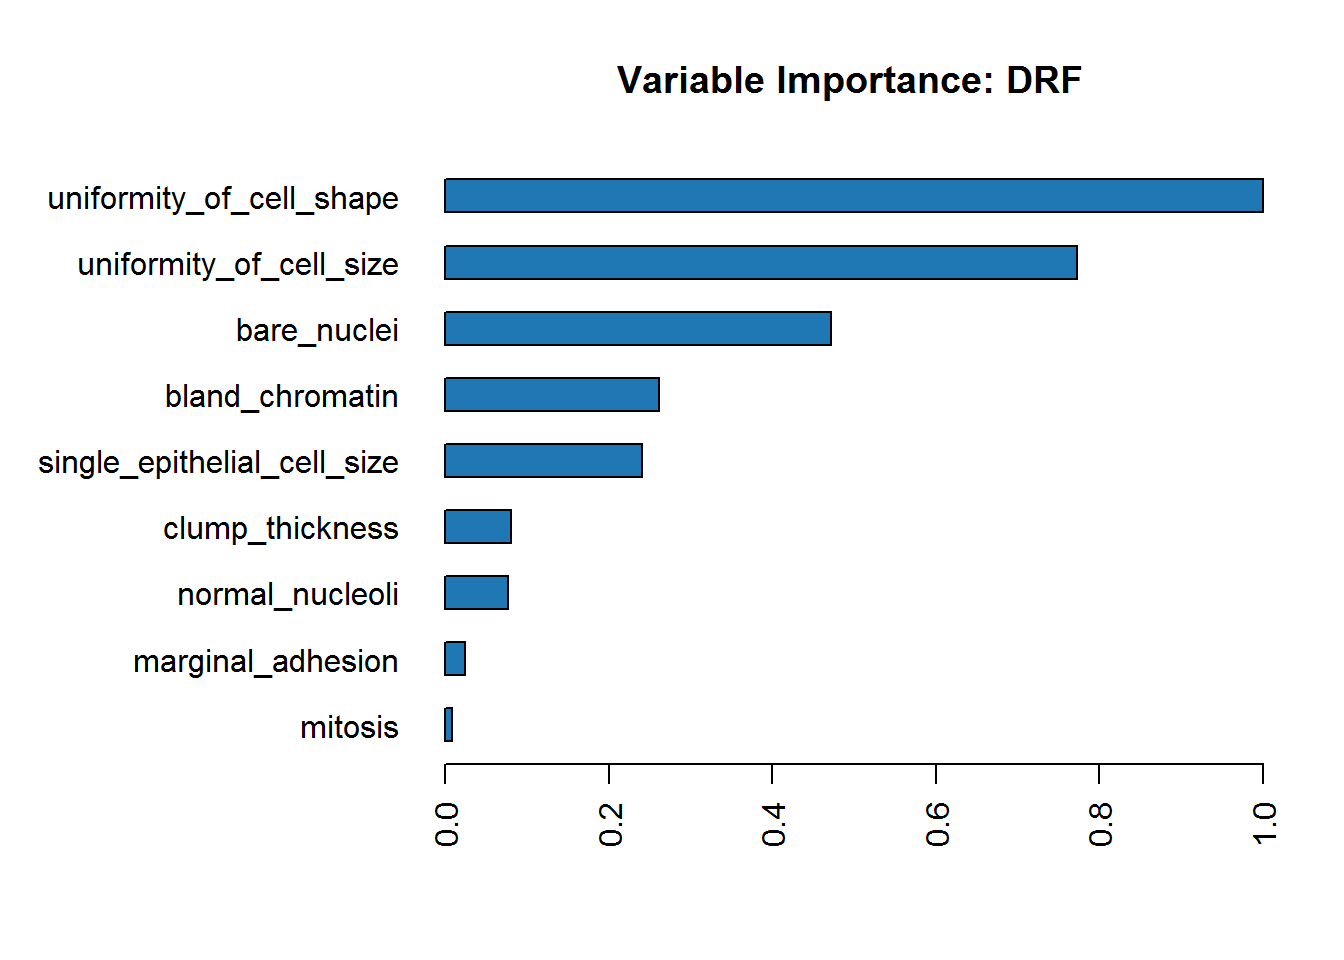 Variable Importance: DRF
uniformity_of_cell_shape
uniformity_of_cell_size
bare_nuclei
bland_chromatin
single_epithelial_cell_size
clump_thickness
normal_nucleoli
marginal_adhesion
mitosis
0.0
0.2
0.4
0.6
0.8
1.0